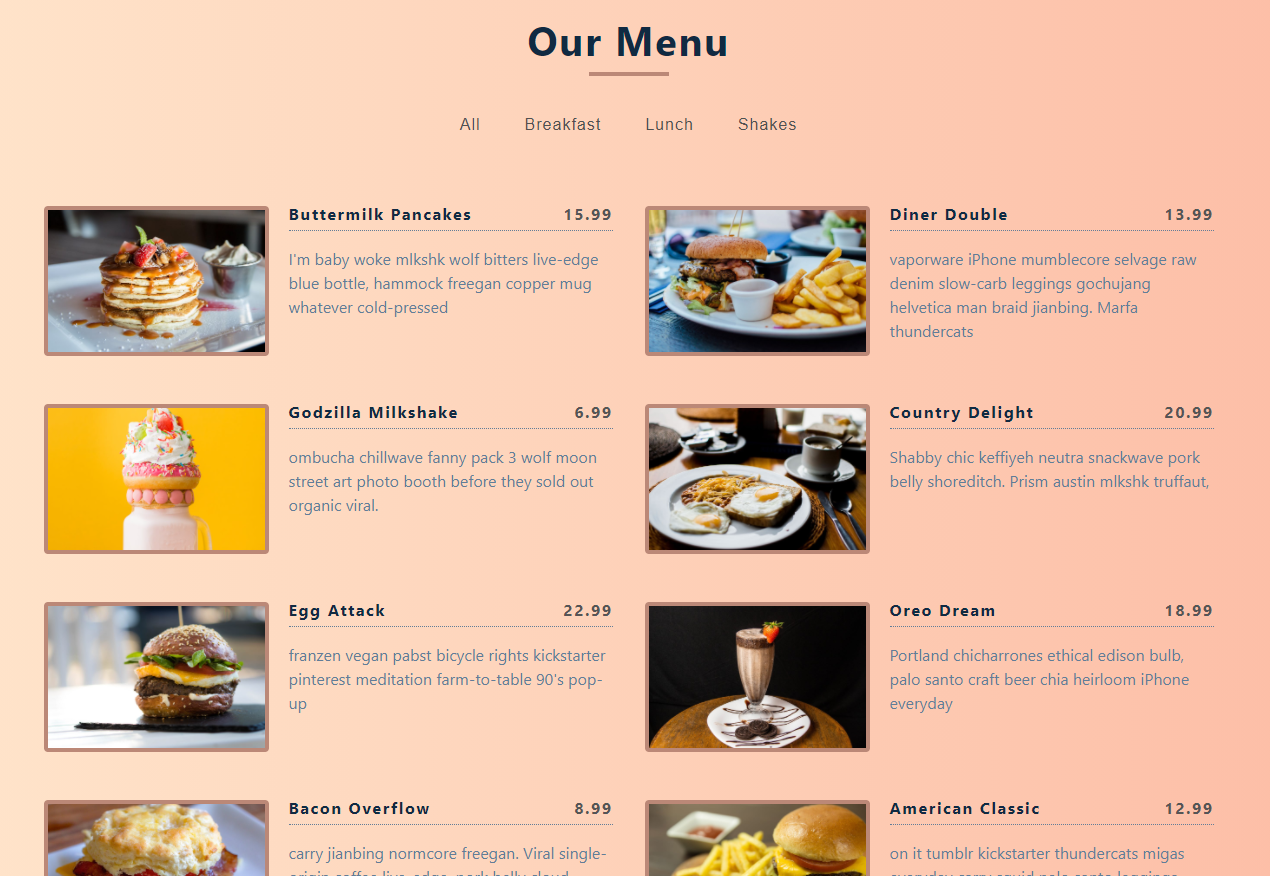 Our Menu
All Breakfast Lunch Shakes
Buttermilk Pancakes 15.99
I'm baby woke mlkshk wolf bitters live-edge
blue bottle, hammock freegan copper mug
whatever cold-pressed
Diner Double 13.99
vaporware iPhone mumblecore selvage raw
denim slow-carb leggings gochujang
helvetica man braid jianbing. Marfa
thundercats
Godzilla Milkshake 6.99
ombucha chillwave fanny pack 3 wolf moon
street art photo booth before they sold out
organic viral.
Country Delight 20.99
Shabby chic keffiyeh neutra snackwave pork
belly shoreditch. Prism austin mlkshk truffaut,
Egg Attack 22.99
franzen vegan pabst bicycle rights kickstarter
pinterest meditation farm-to-table 90's pop-
up
Oreo Dream 18.99
Portland chicharrones ethical edison bulb,
palo santo craft beer chia heirloom iPhone
everyday
Bacon Overflow 8.99
carry jianbing normcore freegan. Viral single-
American Classic 12.99
on it tumblr kickstarter thundercats migas